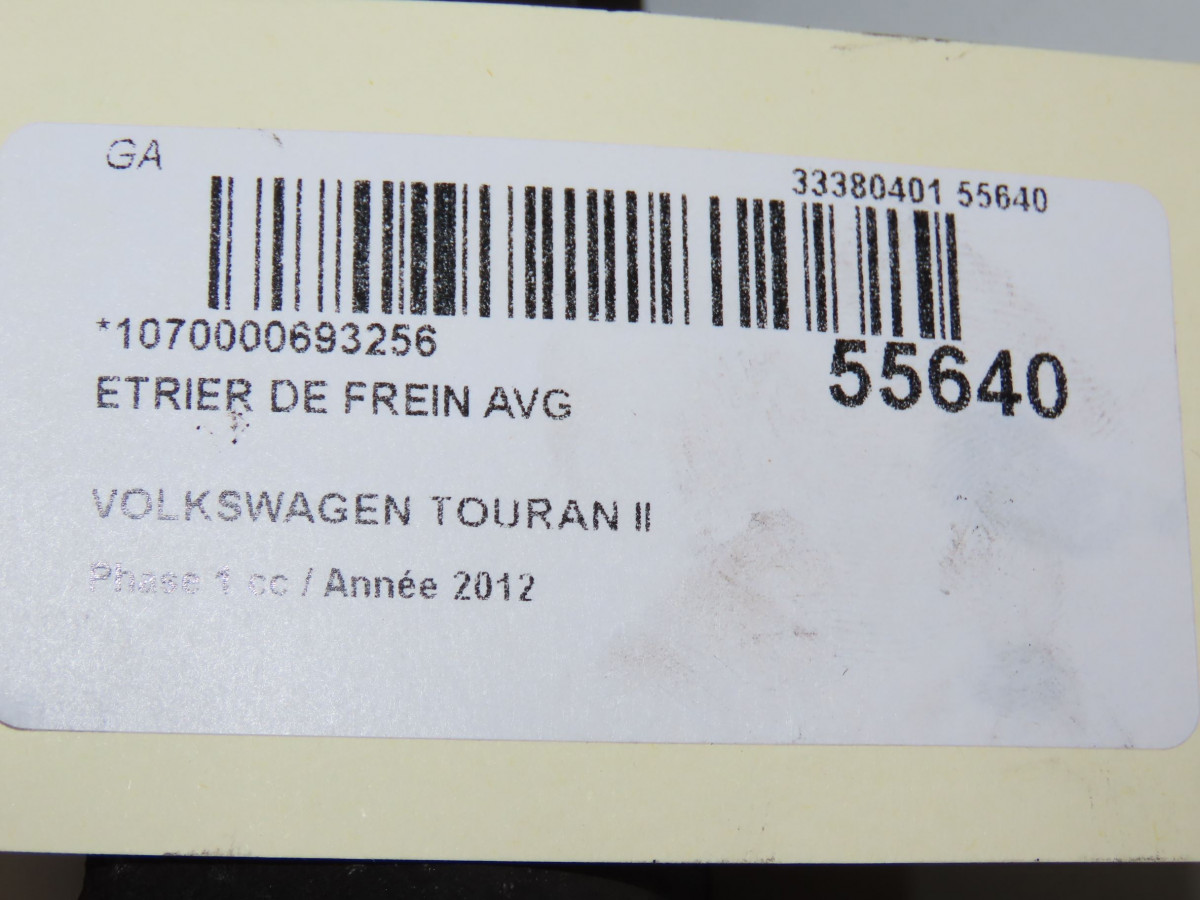 GA
33380401 55640
*1070000693256
55640
ETRIER DE FREIN AVG
VOLKSWAGEN TOURAN II
Phase 1 cc / Année 2012